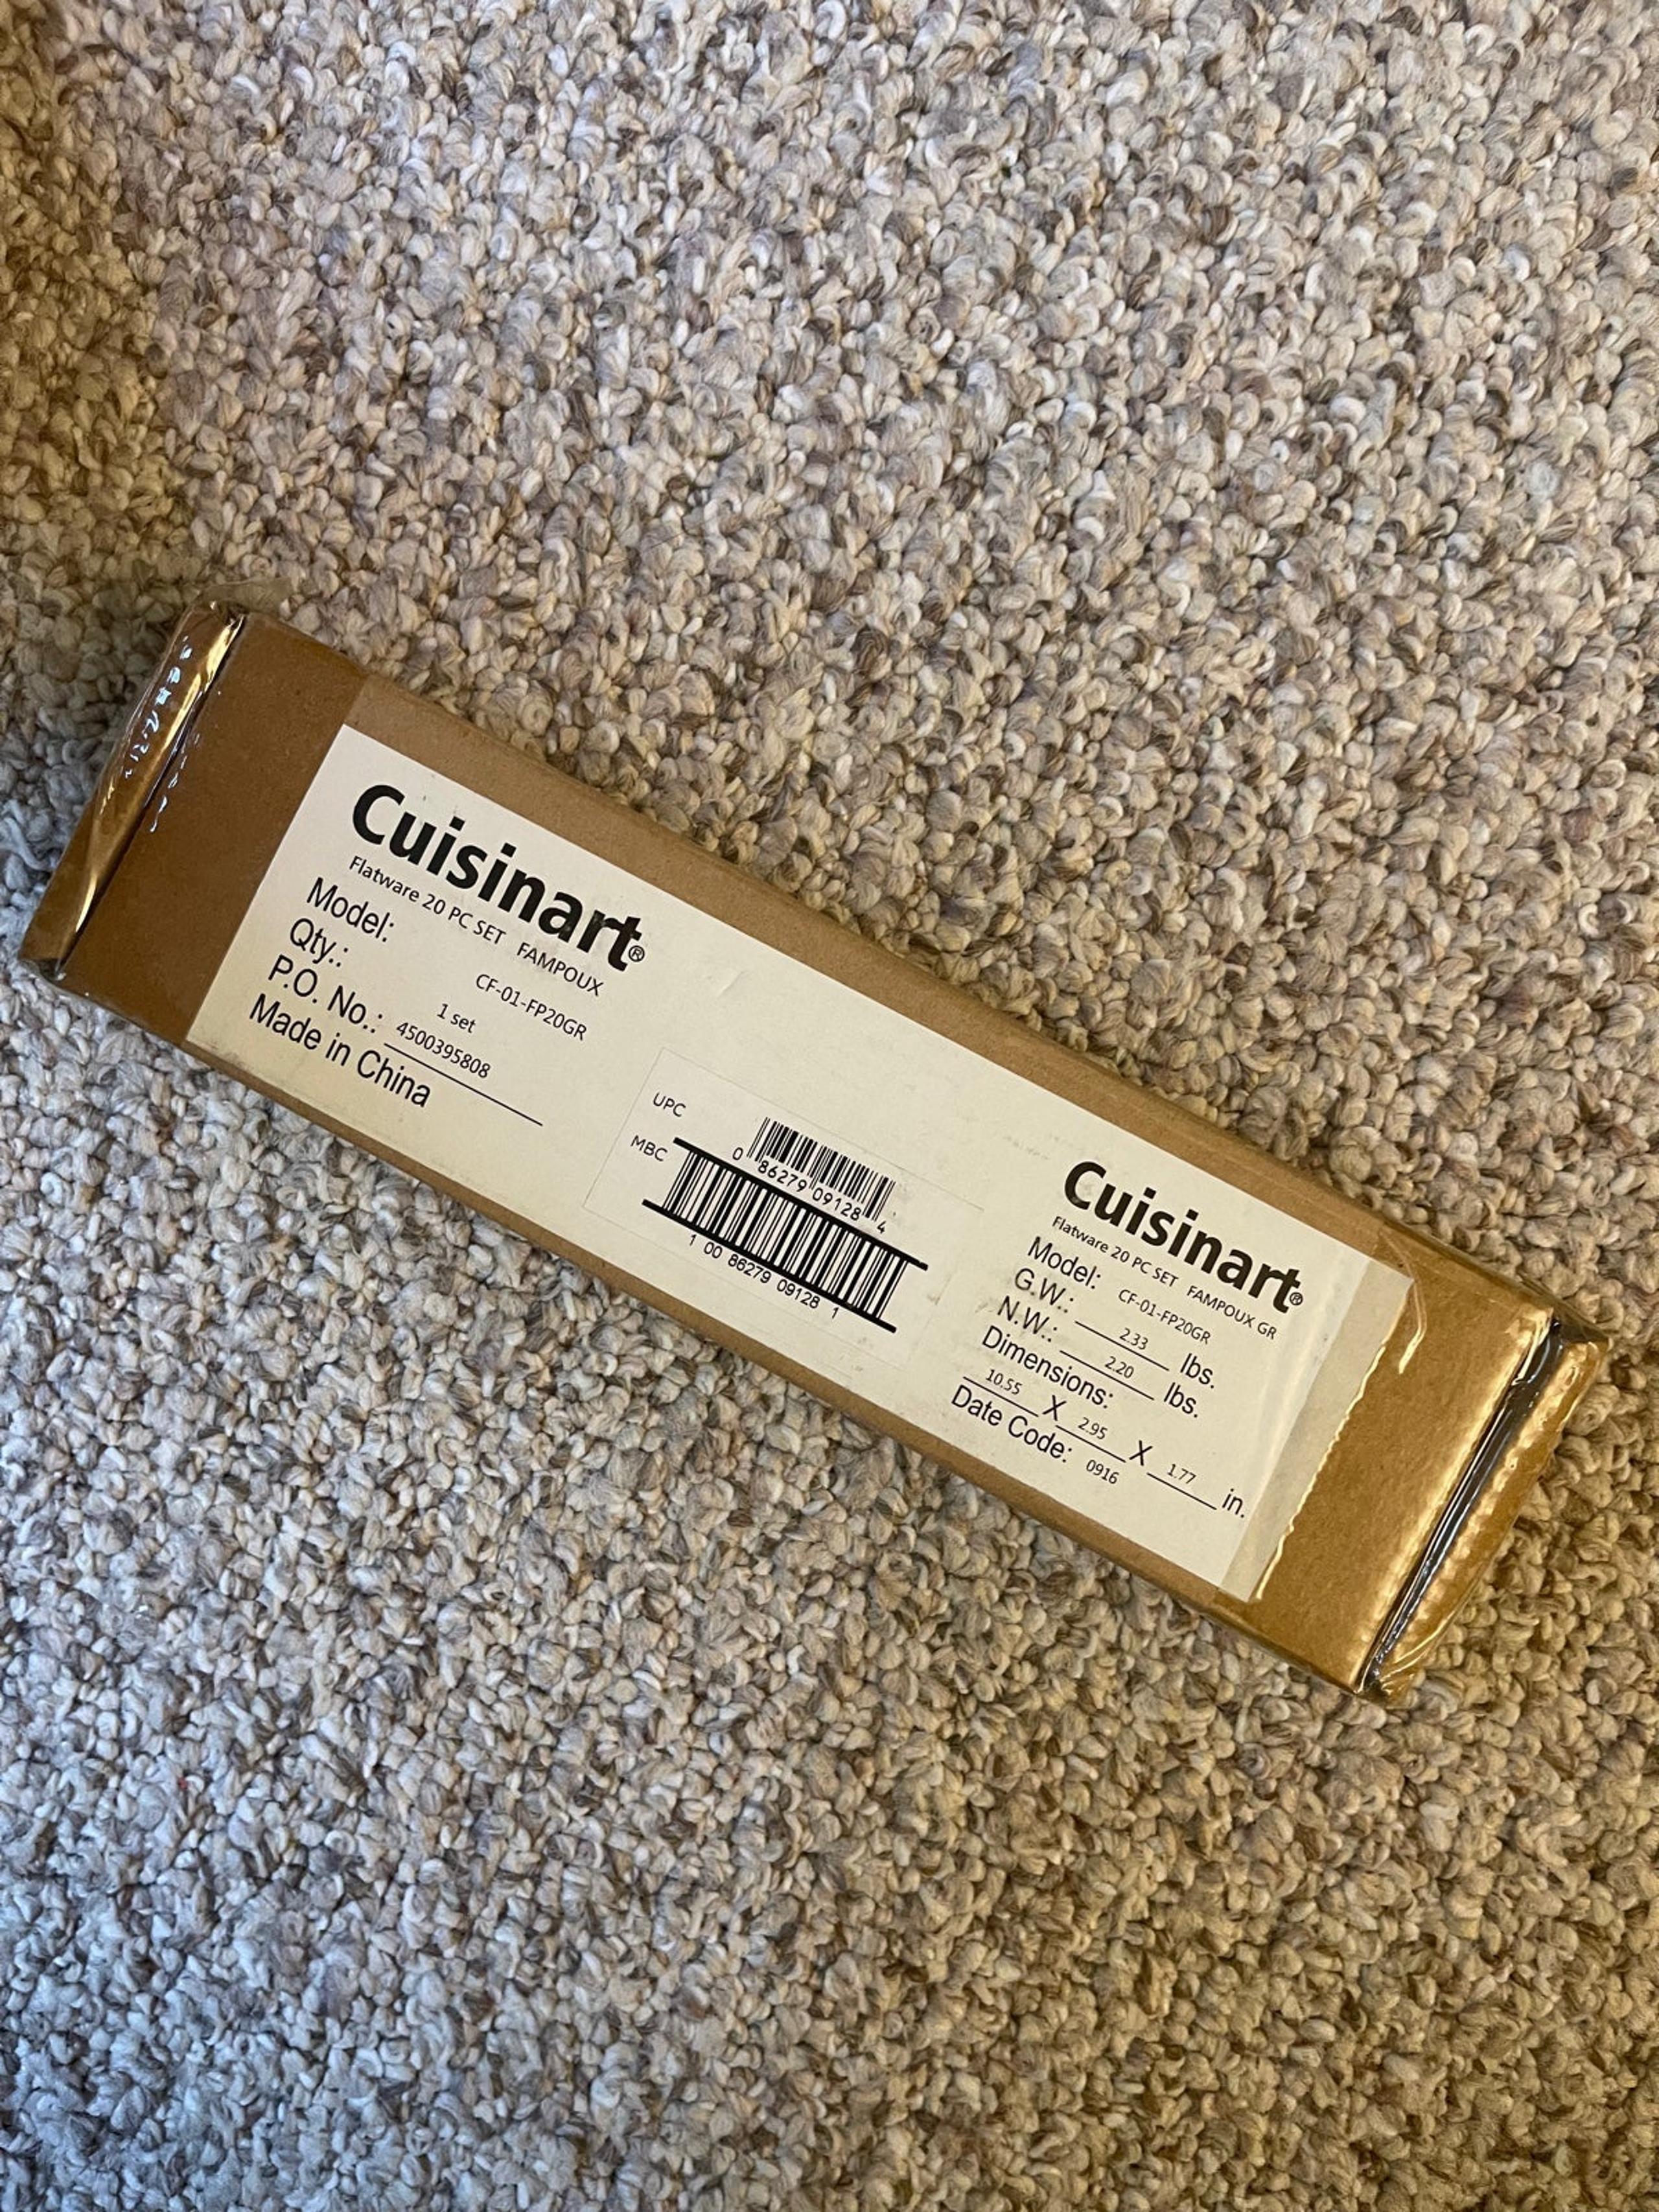 Cuisinart®
Flatware 20 PC SET FAMPOUX
Model: CF-01-FP20GR
Qty.: 1 set
P.O. No.: 4500395808
Made in China
UPC
0 86279 09128 4
MBC
1 00 86279 09128 1
Cuisinart®
Flatware 20 PC SET FAMPOUX GR
Model: CF-01-FP20GR
G.W.: 2.33 lbs.
N.W.: 2.20 lbs.
Dimensions:
10.55 X 2.95 X 1.77 in.
Date Code: 0916